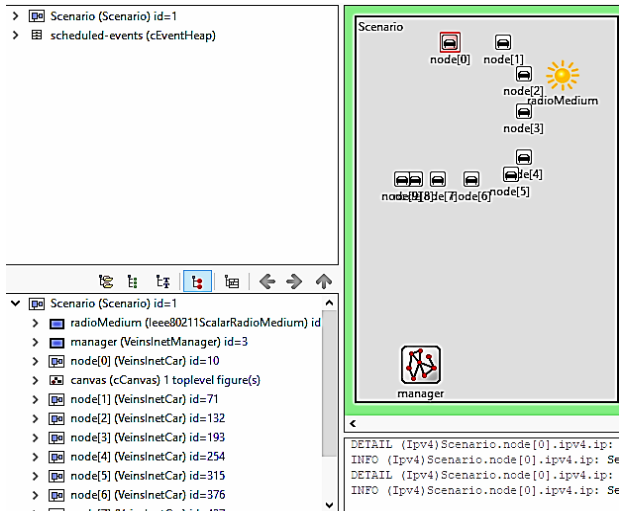 Scenario (Scenario) id=1
scheduled-events (cEventHeap)
Scenario (Scenario) id=1
radioMedium (Ieee80211ScalarRadioMedium) id
manager (VeinsInetManager) id=3
node[0] (VeinsInetCar) id=10
canvas (cCanvas) 1 toplevel figure(s)
node[1] (VeinsInetCar) id=71
node[2] (VeinsInetCar) id=132
node[3] (VeinsInetCar) id=193
node[4] (VeinsInetCar) id=254
node[5] (VeinsInetCar) id=315
node[6] (VeinsInetCar) id=376
Scenario
node[0] node[1]
node[2]
radioMedium
node[3]
node[5]
manager
DETAIL (Ipv4)Scenario.node[0].ipv4.ip:
INFO (Ipv4)Scenario.node[0].ipv4.ip: Se
DETAIL (Ipv4)Scenario.node[0].ipv4.ip:
INFO (Ipv4)Scenario.node[0].ipv4.ip: Se